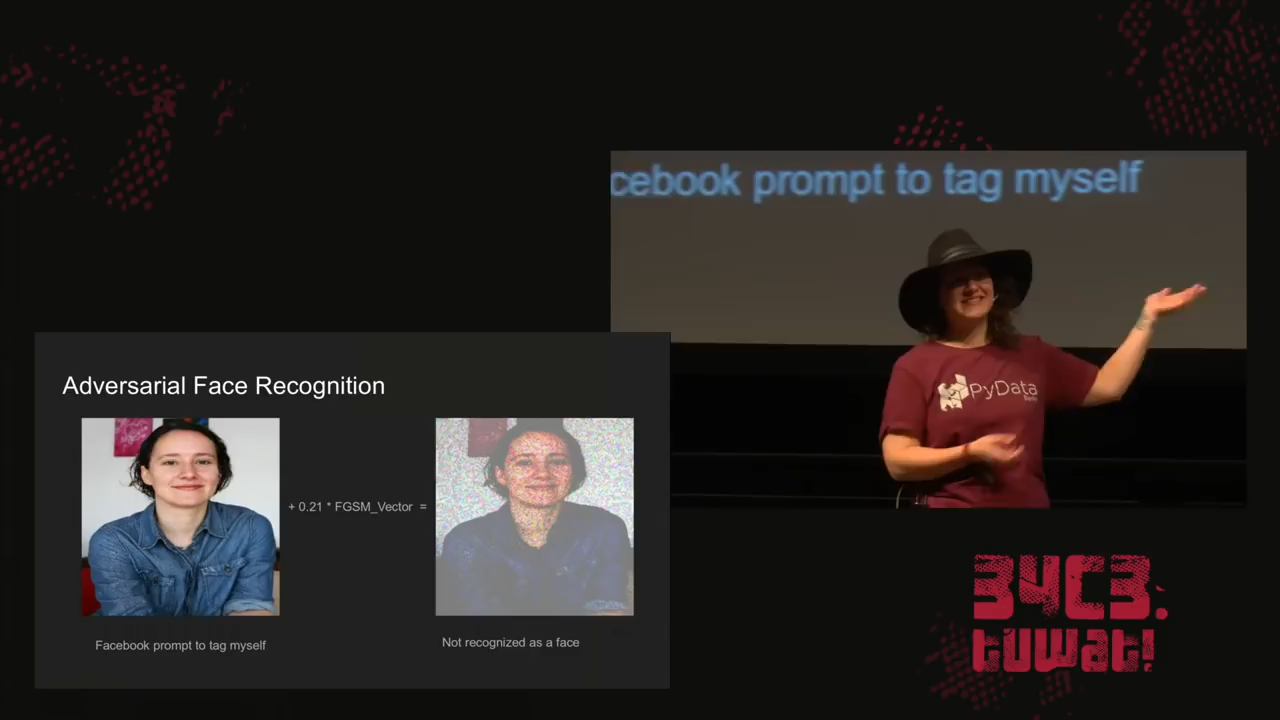 cebook prompt to tag myself
PyData
Adversarial Face Recognition
+ 0.21 * FGSM_Vector =
Facebook prompt to tag myself
Not recognized as a face
34C3.
tuwat!